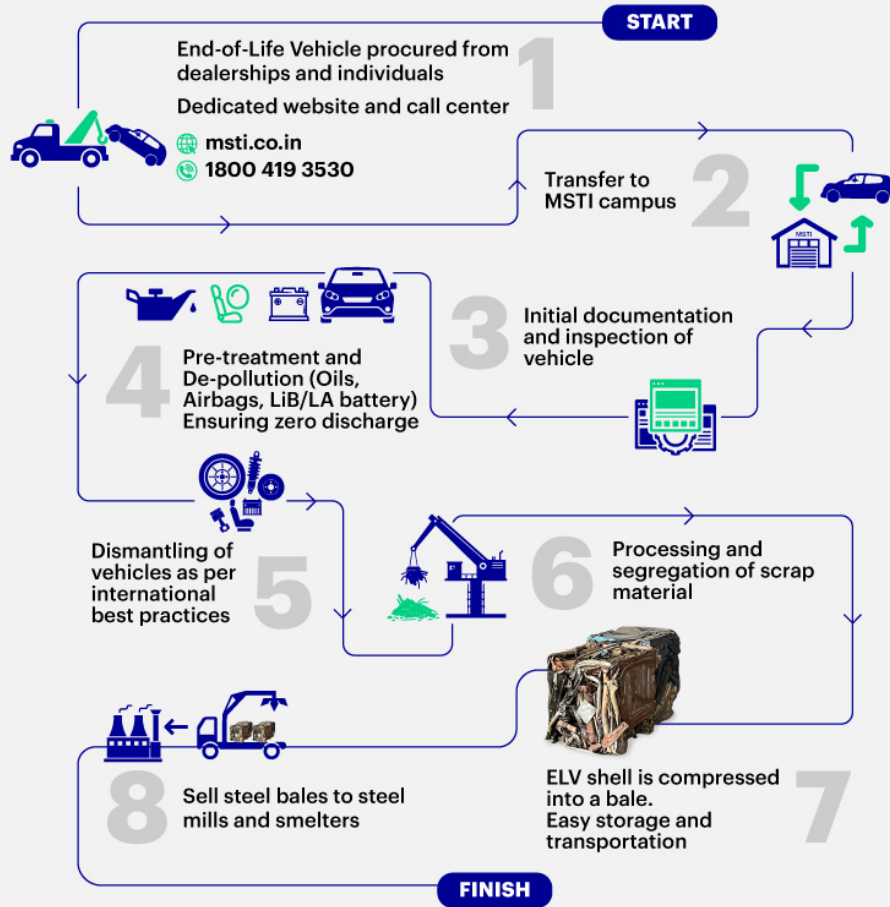 START
1
End-of-Life Vehicle procured from
dealerships and individuals
Dedicated website and call center
msti.co.in
1800 419 3530
2
Transfer to
MSTI campus
MSTI
3
Initial documentation
and inspection of
vehicle
4
Pre-treatment and
De-pollution (Oils,
Airbags, LiB/LA battery)
Ensuring zero discharge
5
Dismantling of
vehicles as per
international
best practices
6
Processing and
segregation of scrap
material
7
ELV shell is compressed
into a bale.
Easy storage and
transportation
8
Sell steel bales to steel
mills and smelters
FINISH